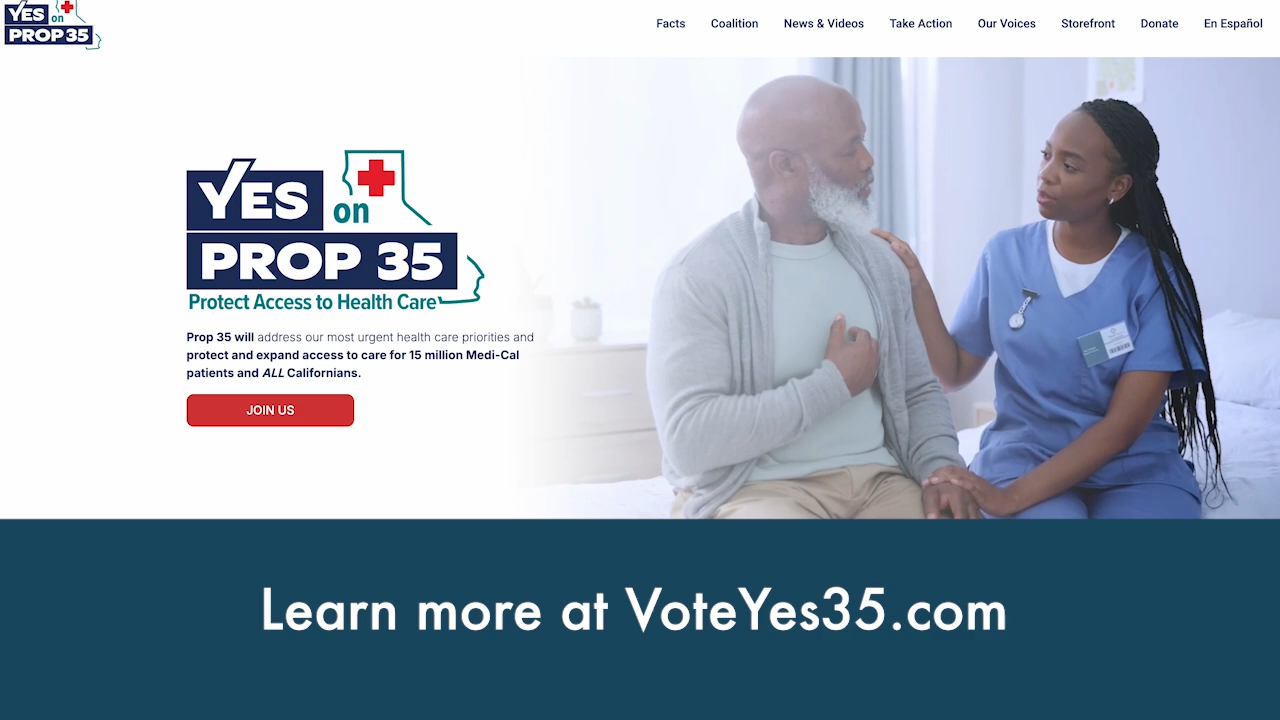 YES on
PROP 35
Facts
Coalition
News & Videos
Take Action
Our Voices
Storefront
Donate
En Español
YES on
PROP 35
Protect Access to Health Care
Prop 35 will address our most urgent health care priorities and
protect and expand access to care for 15 million Medi-Cal
patients and ALL Californians.
JOIN US
Learn more at VoteYes35.com